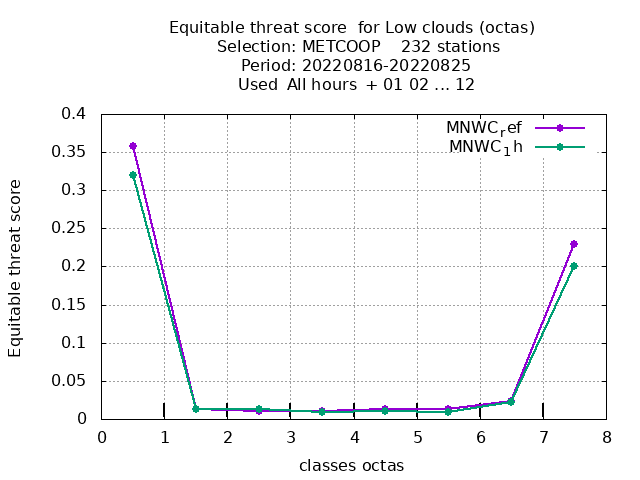 Equitable threat score  for Low clouds (octas)
Selection: METCOOP    232 stations
Period: 20220816-20220825
Used  All hours  + 01 02 ... 12
MNWC_ref
MNWC_1h
0.4
0.35
0.3
0.25
0.2
0.15
0.1
0.05
0
Equitable threat score
0 1 2 3 4 5 6 7 8
classes octas